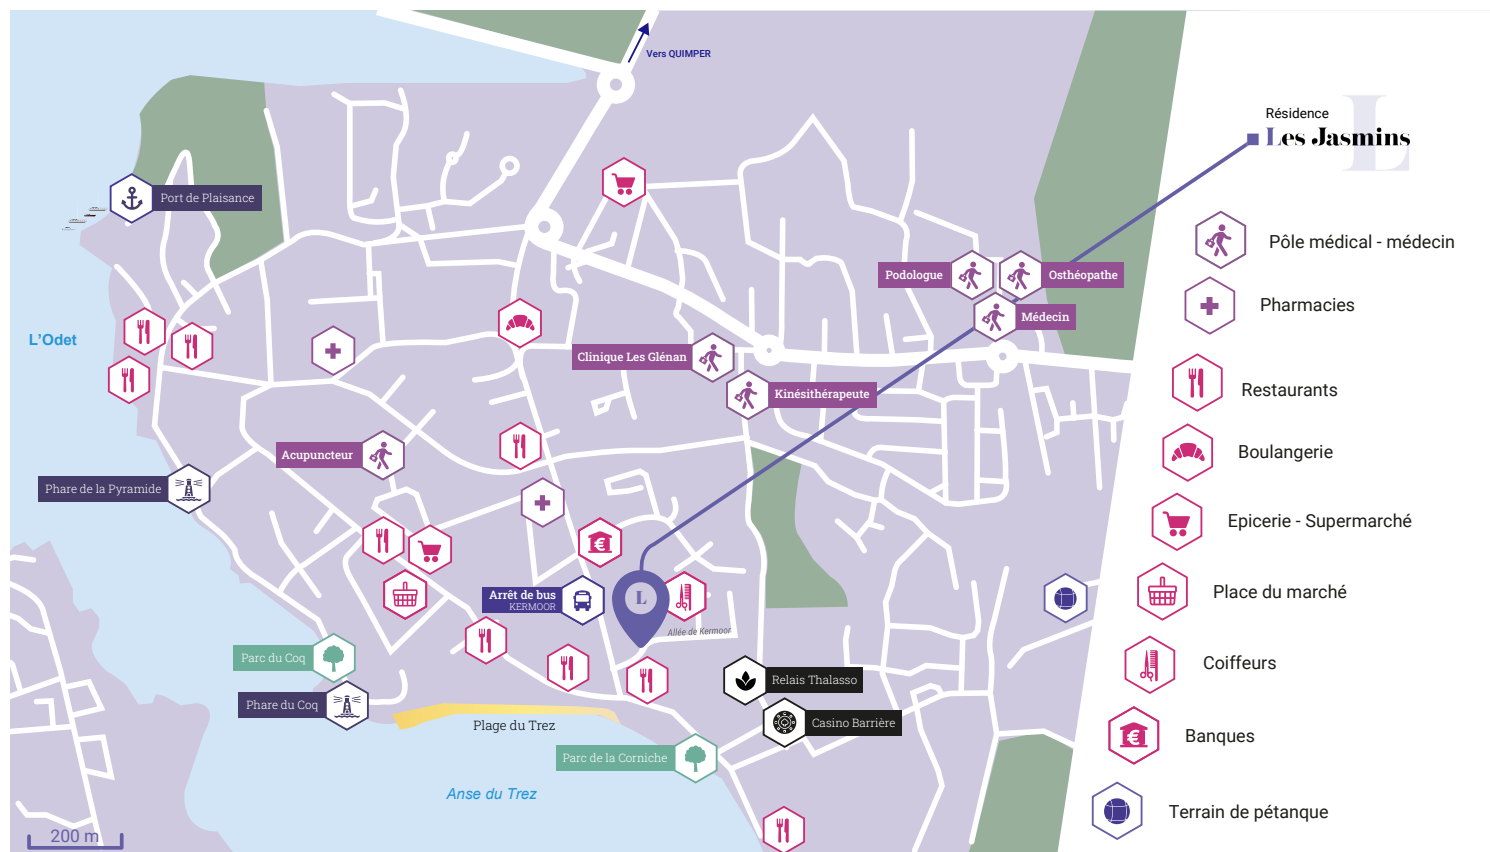 Vers QUIMPER
Résidence
Les Jasmins
L
Port de Plaisance
Pôle médical - médecin
Podologue
Osthéopathe
Pharmacies
Médecin
L'Odet
Clinique Les Glénan
Kinésithérapeute
Restaurants
Acupuncteur
Boulangerie
Phare de la Pyramide
Epicerie - Supermarché
Arrêt de bus
KERMOOR
L
Place du marché
Allée de Kermoor
Parc du Coq
Coiffeurs
Relais Thalasso
Phare du Coq
Plage du Trez
Casino Barrière
Banques
Parc de la Corniche
Anse du Trez
Terrain de pétanque
200 m